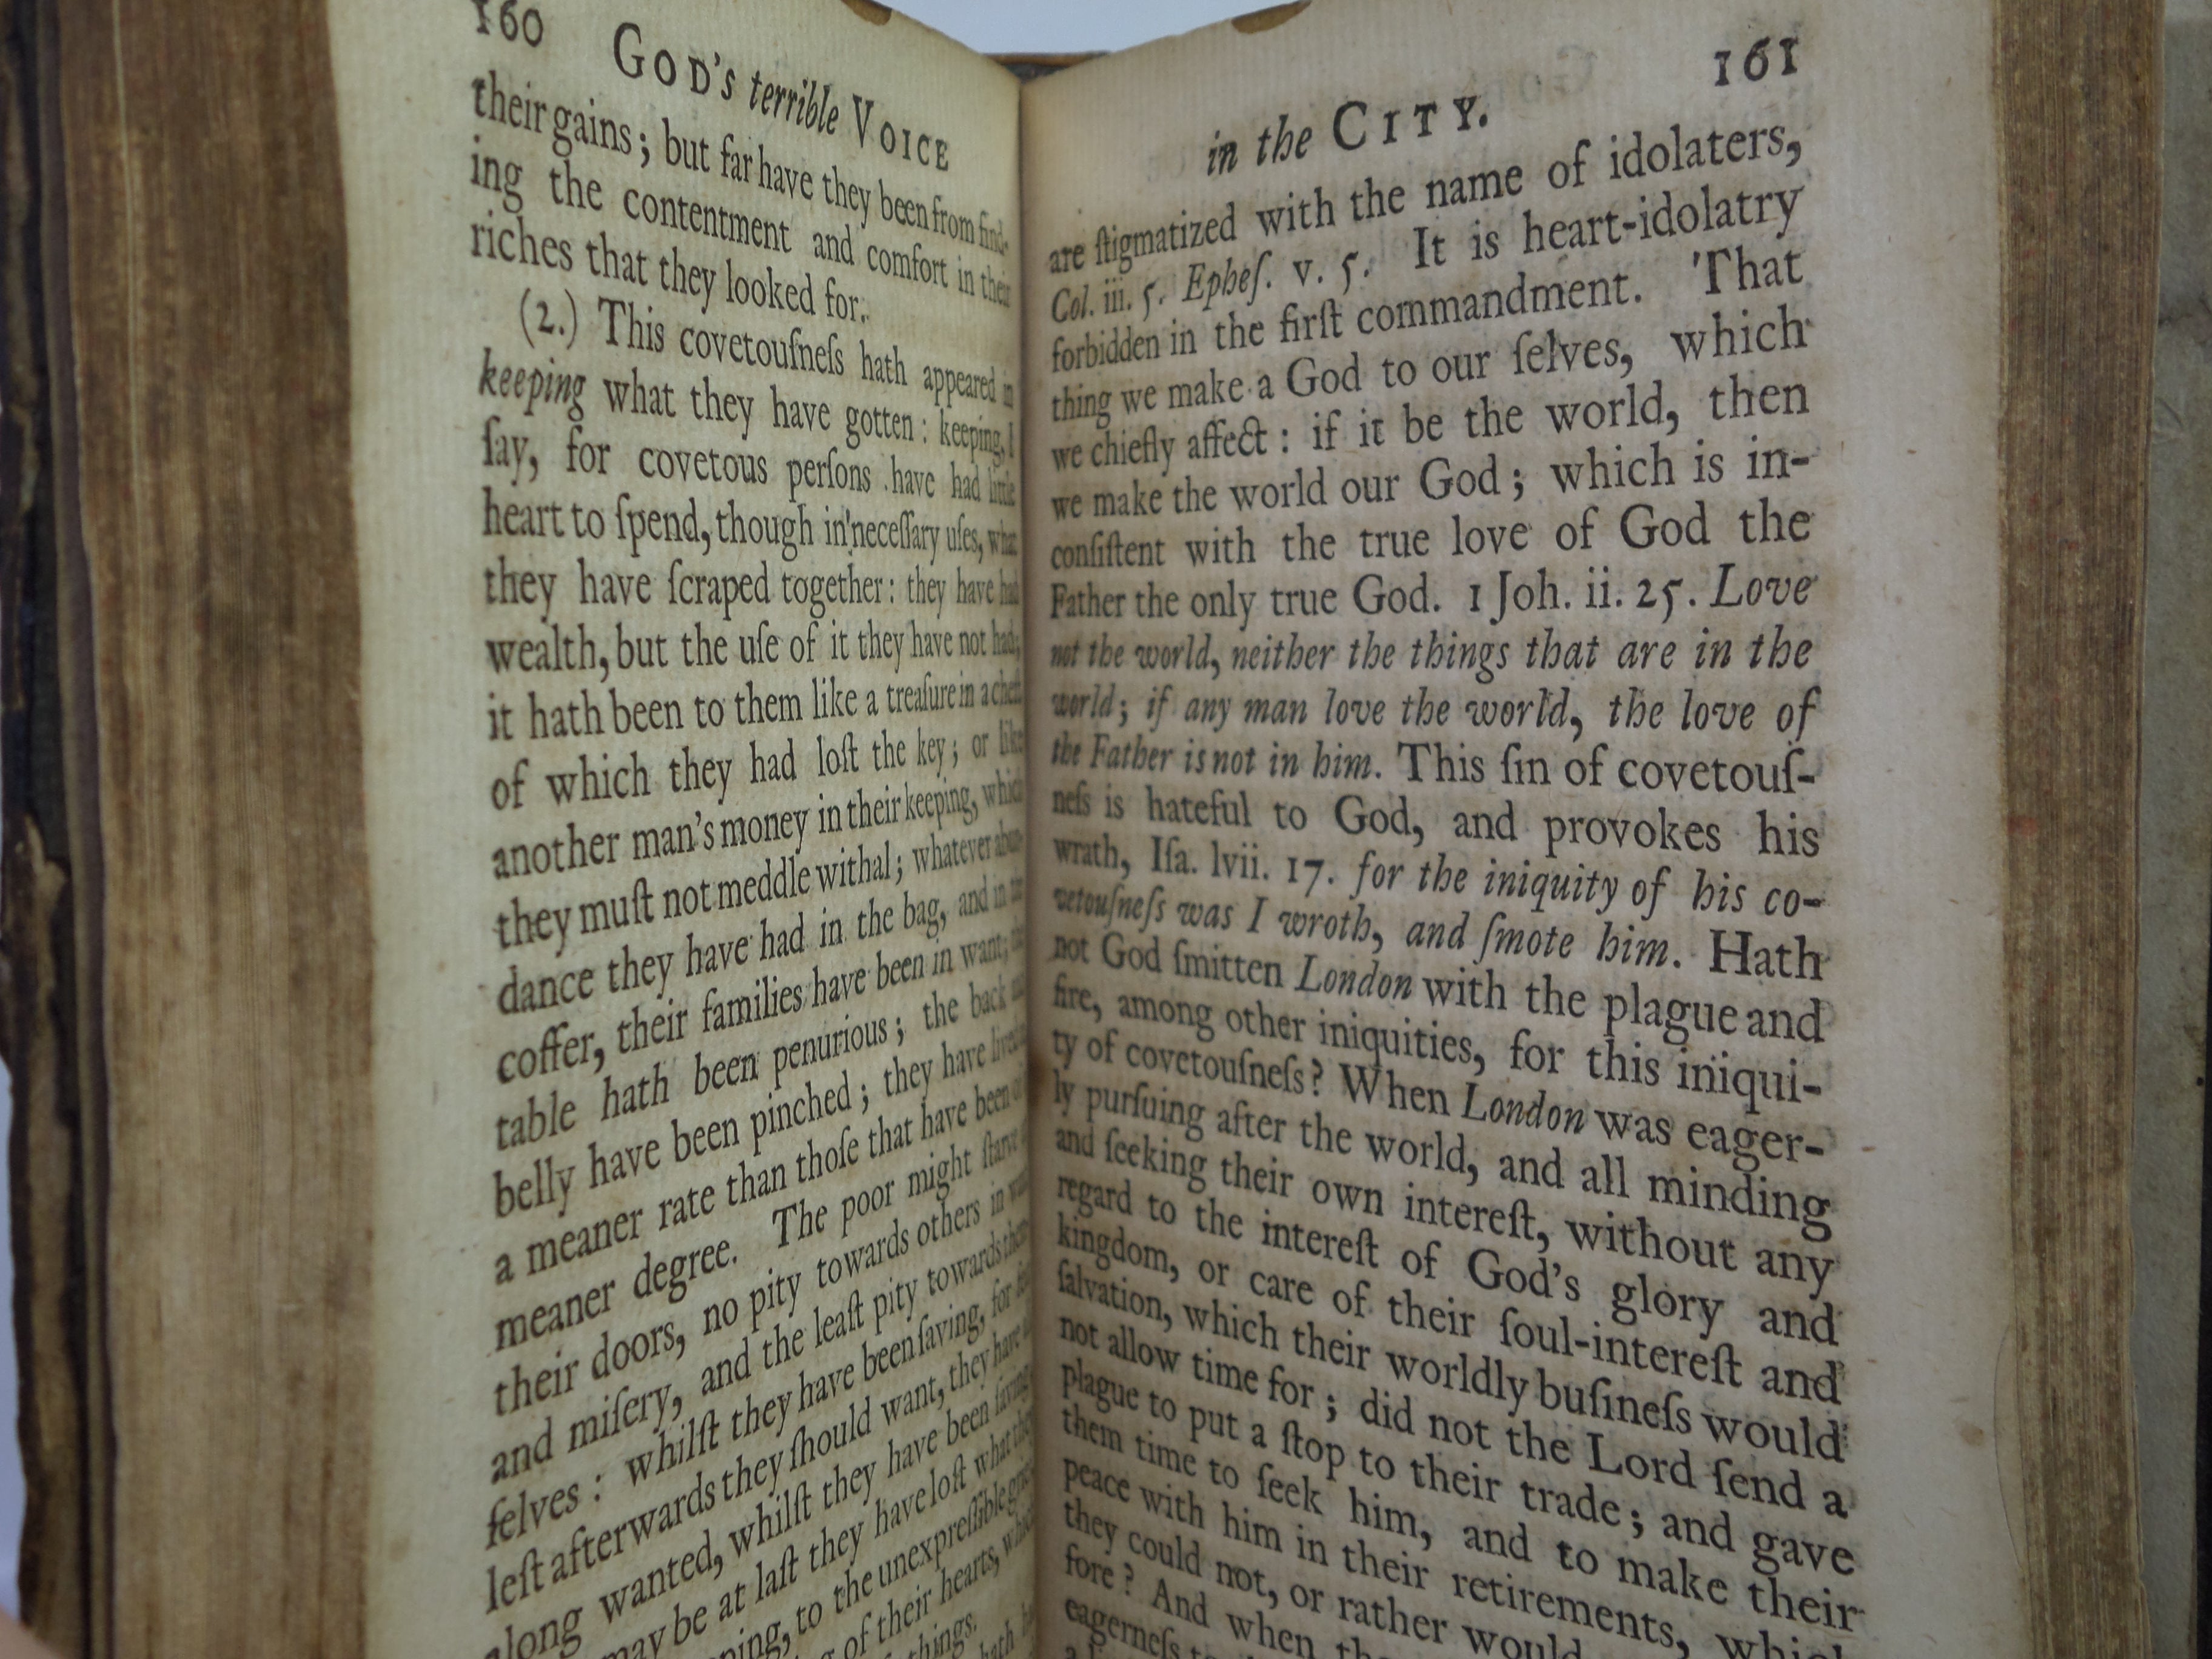 160
GOD's terrible VOICE
their gains; but far have they been from find-
ing the contentment and comfort in their
riches that they looked for.
(2.) This covetouſneſs hath appeared in
keeping what they have gotten: keeping, I
ſay, for covetous perſons have had little
heart to ſpend, though in neceſſary uſes, what
they have ſcraped together: they have had
wealth, but the uſe of it they have not had;
it hath been to them like a treaſure in a cheſt
of which they had loſt the key; or like
another man's money in their keeping, which
they muſt not meddle withal; whatever abun-
dance they have had in the bag, and in the
coffer, their families have been in want;
table hath been penurious; the back and
belly have been pinched; they have lived
a meaner rate than thoſe that have been of
meaner degree. The poor might ſtarve
their doors, no pity towards others in want
and miſery, and the leaſt pity towards them
ſelves: whilſt they have been ſaving, for fear
leſt afterwards they ſhould want, they have
along wanted, whilſt they have been ſaving
may be at laſt they have loſt what they
to the unexpreſſible grief
of their hearts, which
things.
hath
161
in the CITY.
are ſtigmatized with the name of idolaters,
Col. iii. 5. Epheſ. v. 5. It is heart-idolatry
forbidden in the firſt commandment. That
thing we make a God to our ſelves, which
we chiefly affect: if it be the world, then
we make the world our God; which is in-
conſiſtent with the true love of God the
Father the only true God. 1 Joh. ii. 25. Love
not the world, neither the things that are in the
world; if any man love the world, the love of
the Father is not in him. This ſin of covetouſ-
neſs is hateful to God, and provokes his
wrath, Iſa. lvii. 17. for the iniquity of his co-
vetouſneſs was I wroth, and ſmote him. Hath
not God ſmitten London with the plague and
fire, among other iniquities, for this iniqui-
ty of covetouſneſs? When London was eager-
ly purſuing after the world, and all minding
and ſeeking their own intereſt, without any
regard to the intereſt of God's glory and
kingdom, or care of their ſoul-intereſt and
ſalvation, which their worldly buſineſs would
not allow time for; did not the Lord ſend a
plague to put a ſtop to their trade; and gave
them time to ſeek him, and to make their
peace with him in their retirements, which
they could not, or rather would
fore? And when
eagerneſs